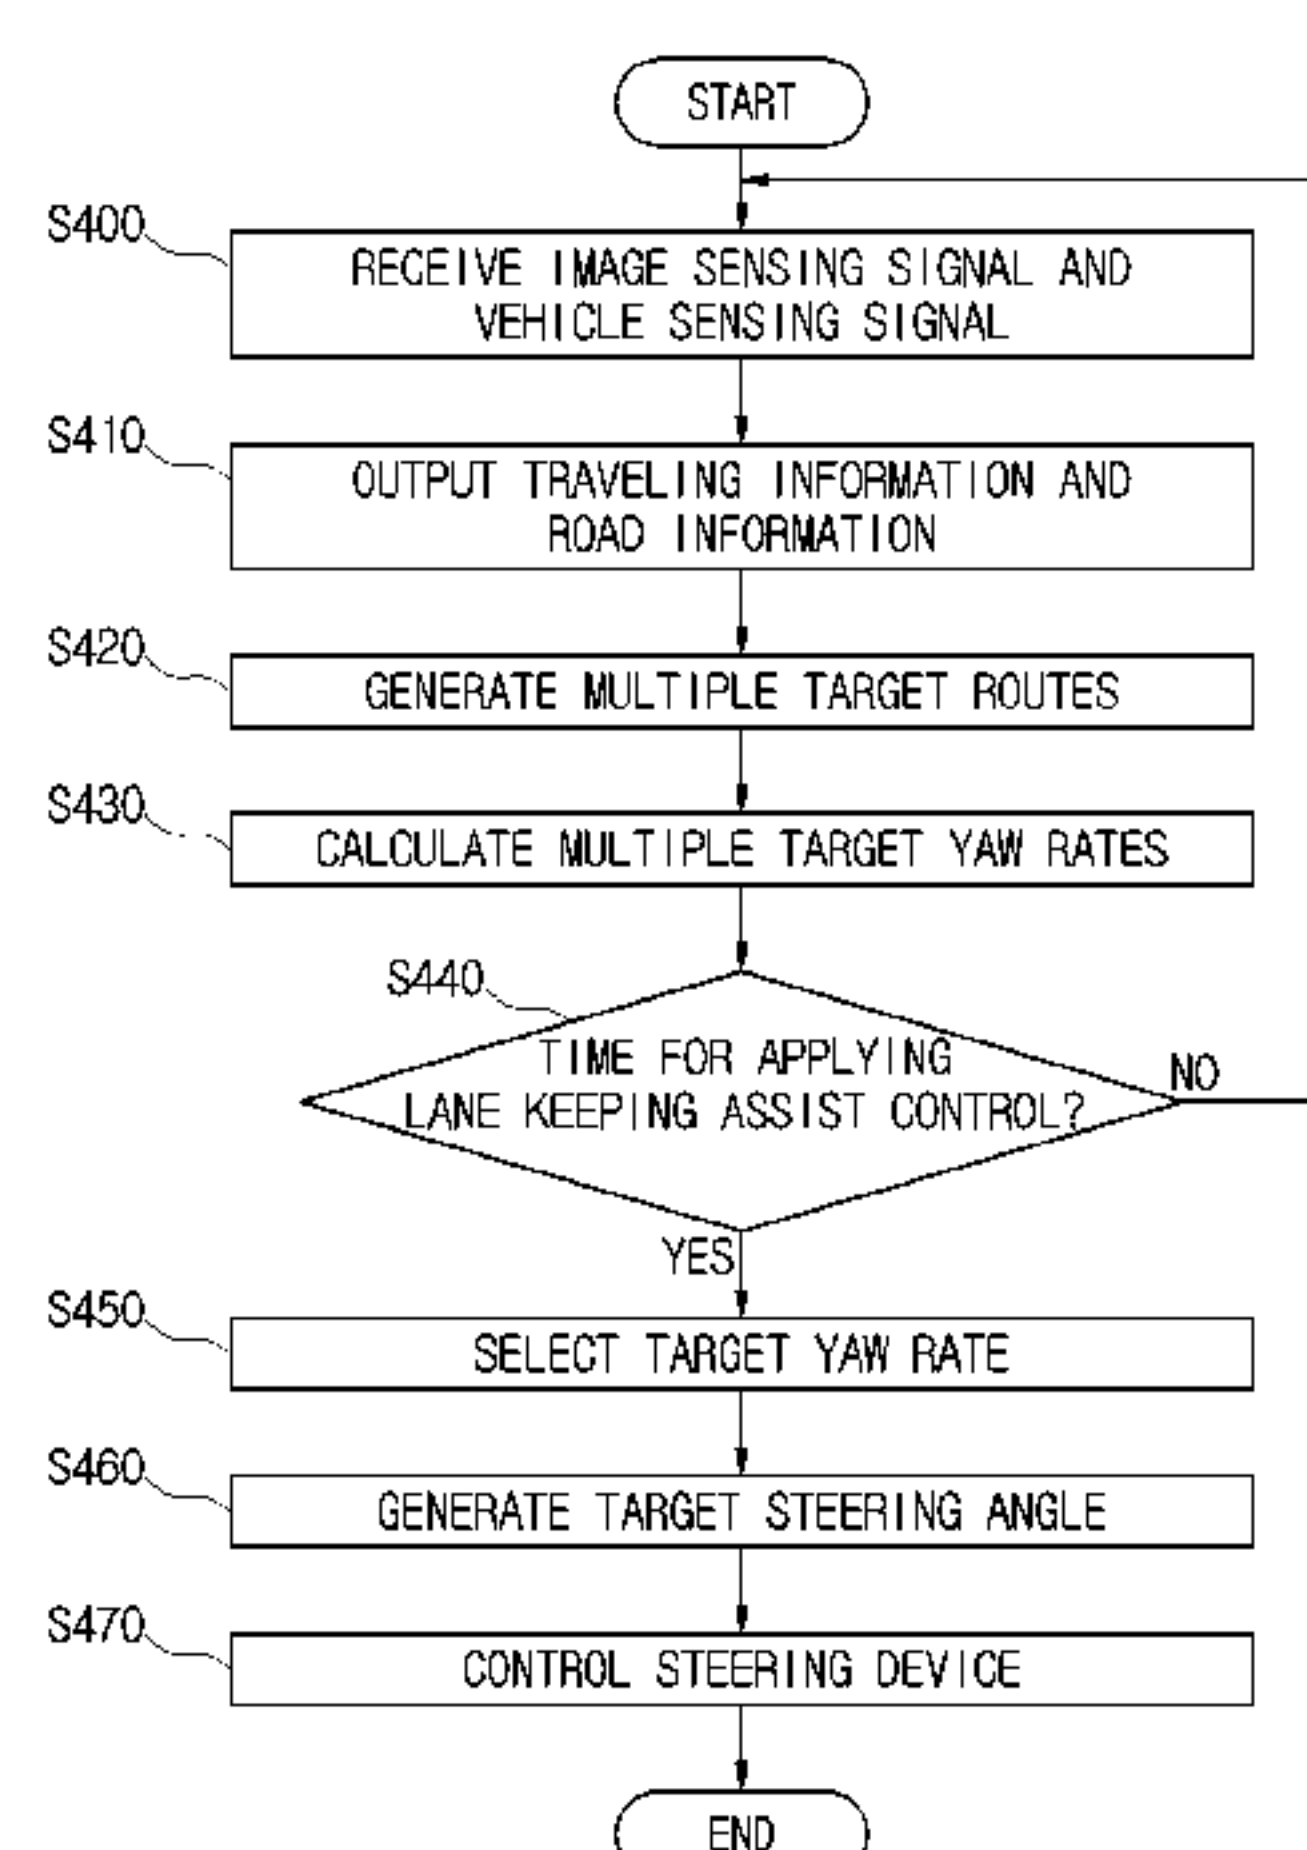 START
S400
RECEIVE IMAGE SENSING SIGNAL AND
VEHICLE SENSING SIGNAL
S410
OUTPUT TRAVELING INFORMATION AND
ROAD INFORMATION
S420
GENERATE MULTIPLE TARGET ROUTES
S430
CALCULATE MULTIPLE TARGET YAW RATES
S440
TIME FOR APPLYING
LANE KEEPING ASSIST CONTROL?
NO
YES
S450
SELECT TARGET YAW RATE
S460
GENERATE TARGET STEERING ANGLE
S470
CONTROL STEERING DEVICE
END